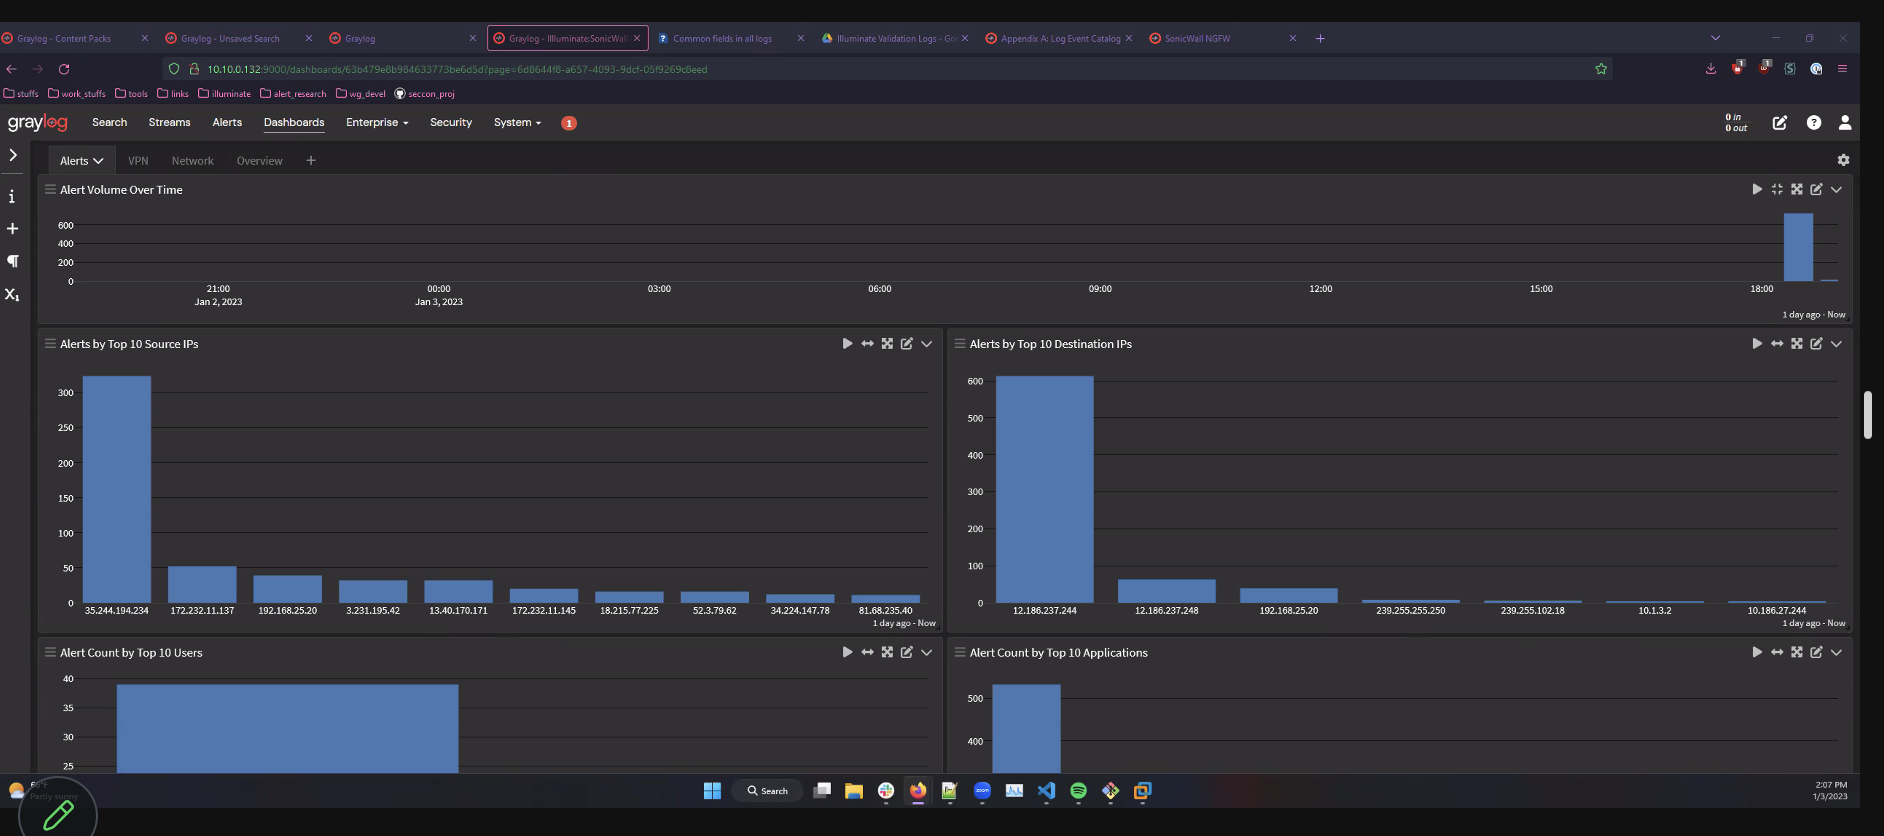 Graylog - Content Packs
Graylog - Unsaved Search
Graylog
Graylog - Illluminate:SonicWall
Common fields in all logs
Illuminate Validation Logs - Goo
Appendix A: Log Event Catalog
SonicWall NGFW
10.10.0.132:9000/dashboards/63b479e8b984633773be6d5d?page=6d8644f8-a657-4093-9dcf-05f9269c8eed
1
1
stuffs
work_stuffs
tools
links
illuminate
alert_research
wg_devel
seccon_proj
graylog
Search
Streams
Alerts
Dashboards
Enterprise
Security
System
1
0 in
0 out
Alerts
VPN
Network
Overview
Alert Volume Over Time
600
400
200
0
21:00
Jan 2, 2023
00:00
Jan 3, 2023
03:00
06:00
09:00
12:00
15:00
18:00
1 day ago - Now
Alerts by Top 10 Source IPs
300
250
200
150
100
50
0
35.244.194.234
172.232.11.137
192.168.25.20
3.231.195.42
13.40.170.171
172.232.11.145
18.215.77.225
52.3.79.62
34.224.147.78
81.68.235.40
1 day ago - Now
Alerts by Top 10 Destination IPs
600
500
400
300
200
100
0
12.186.237.244
12.186.237.248
192.168.25.20
239.255.255.250
239.255.102.18
10.1.3.2
10.186.27.244
1 day ago - Now
Alert Count by Top 10 Users
40
35
30
25
Alert Count by Top 10 Applications
500
400
Partly sunny
Search
zoom
2:07 PM
1/3/2023